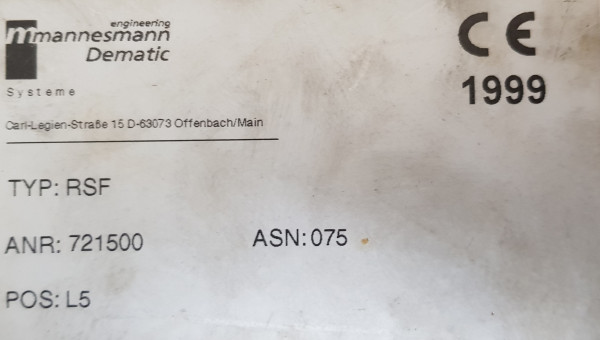 engineering
mannesmann
Dematic
Systeme
Carl-Legien-Straße 15 D-63073 Offenbach/Main
CE
1999
TYP: RSF
ANR: 721500
ASN: 075
POS: L5